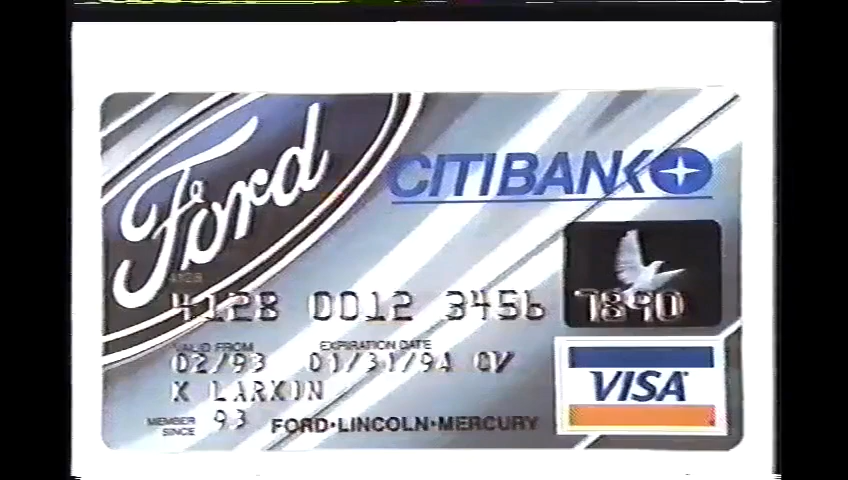 Ford
CITIBANK
4128
4128 0012 3456 7890
VALID FROM EXPIRATION DATE
02/93 01/31/94 CV
K LARKIN
MEMBER SINCE 93
FORD·LINCOLN·MERCURY
VISA